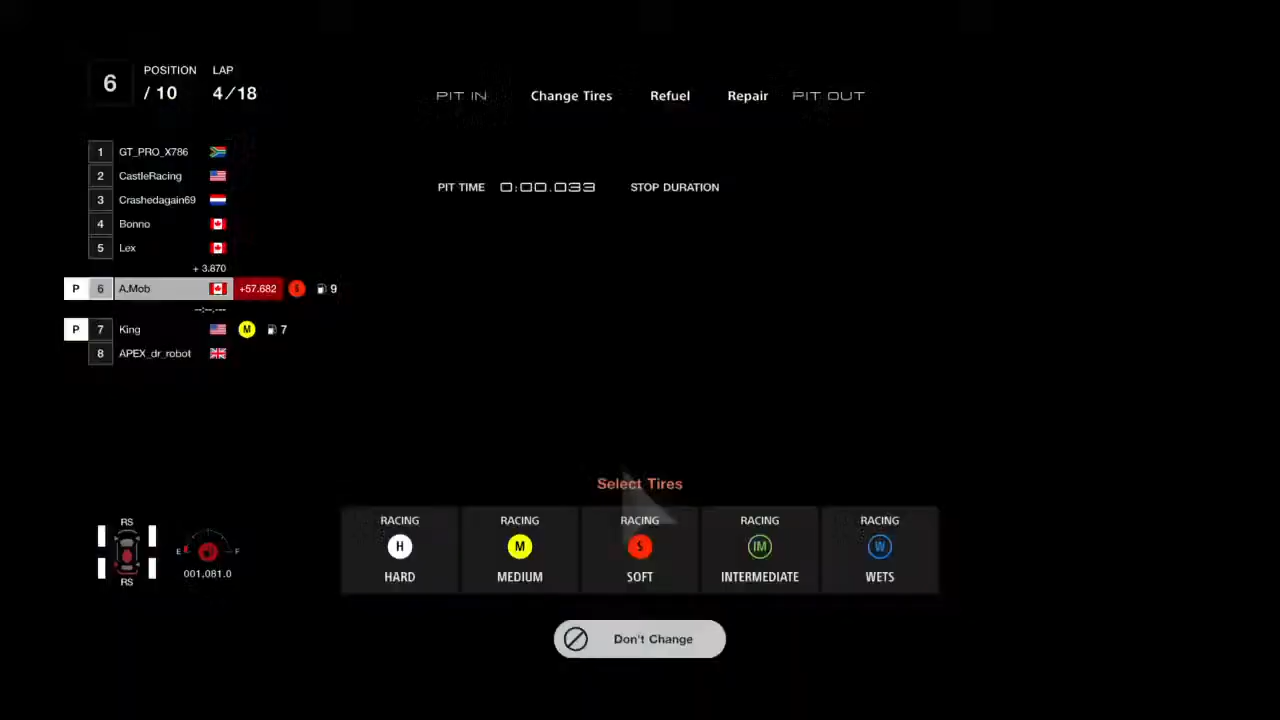 6
POSITION LAP
/ 10 4/18
PIT IN Change Tires Refuel Repair PIT OUT
1 GT_PRO_X786
2 CastleRacing
3 Crashedagain69
4 Bonno
5 Lex
+ 3.870
P 6 A.Mob +57.682 S 9
--:--.---
P 7 King M 7
8 APEX_dr_robot
PIT TIME 0:00.033 STOP DURATION
Select Tires
RACING RACING RACING RACING RACING
H M S IM W
HARD MEDIUM SOFT INTERMEDIATE WETS
Don't Change
RS
RS
E F
001,081.0